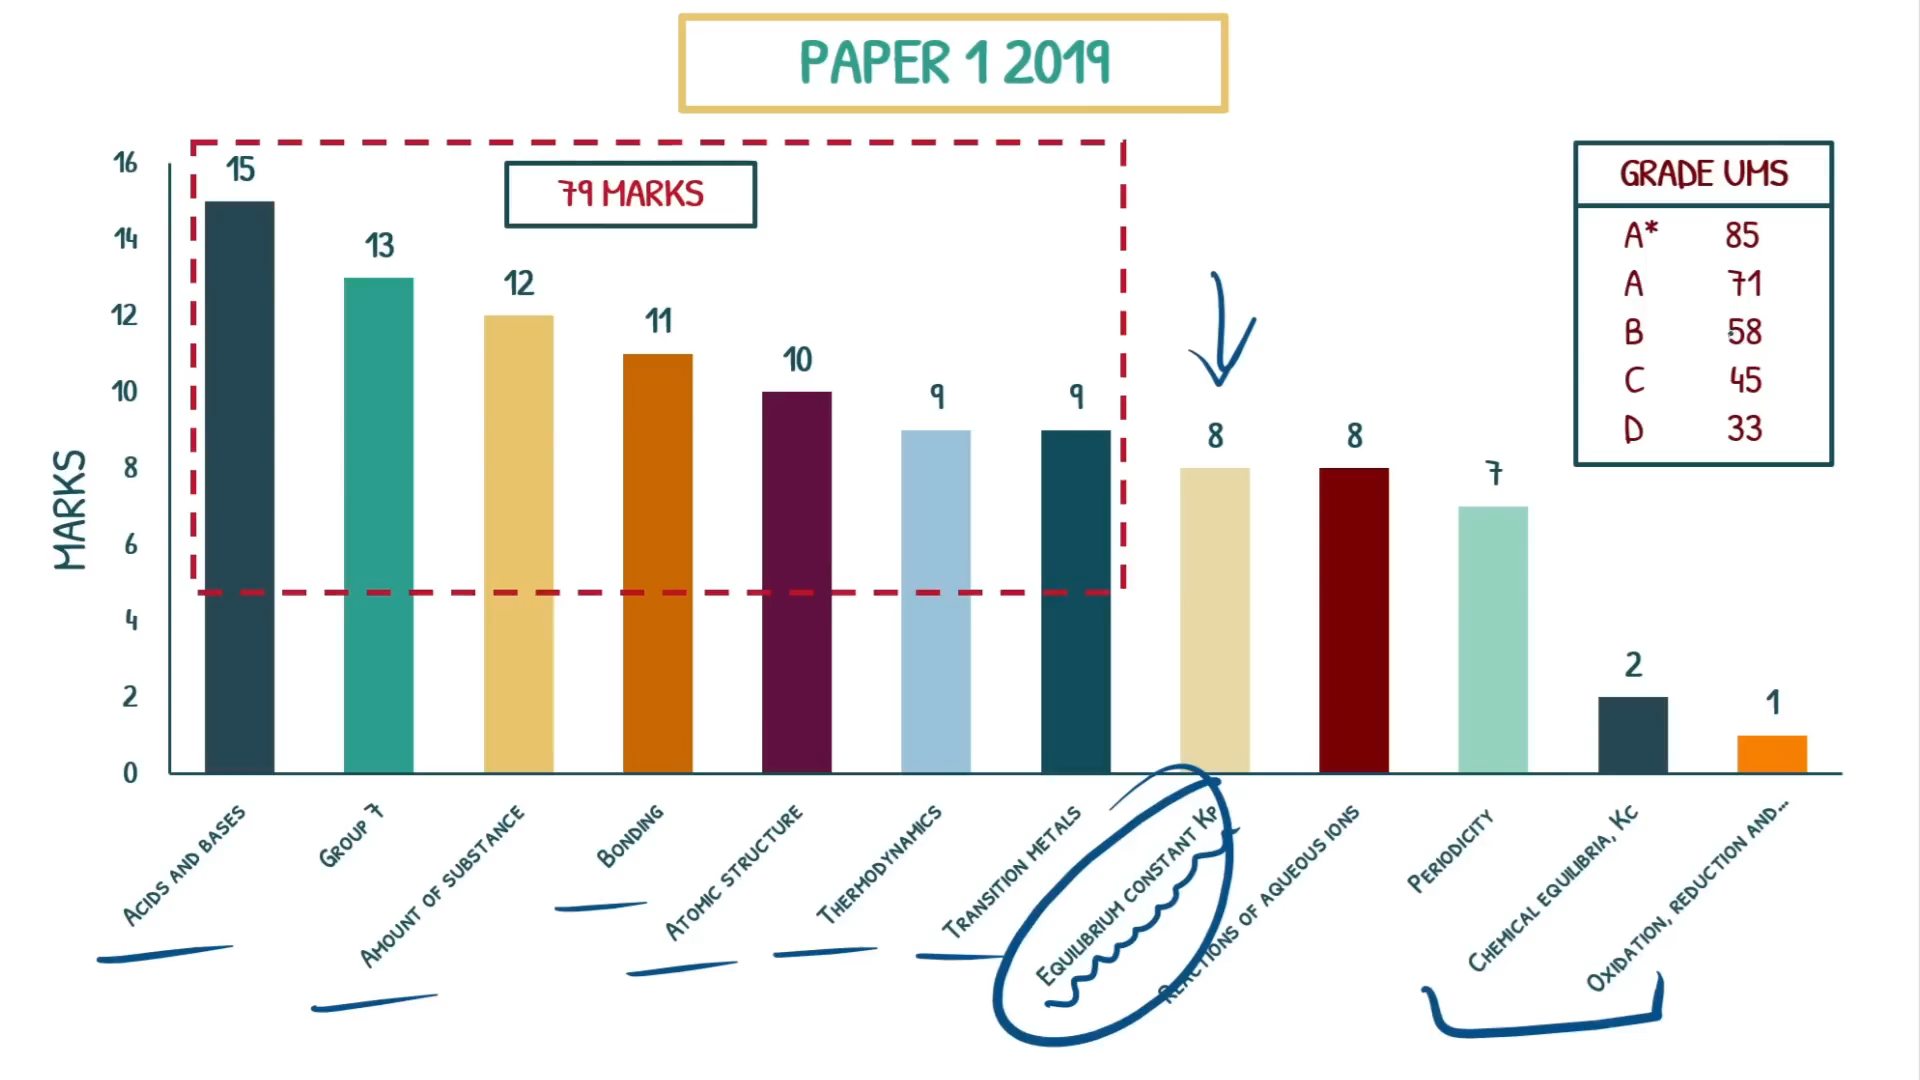 PAPER 1 2019
79 MARKS
GRADE UMS
A* 85
A 71
B 58
C 45
D 33
MARKS
16
14
12
10
8
6
4
2
0
15
13
12
11
10
9
9
8
8
7
2
1
ACIDS AND BASES
GROUP 7
AMOUNT OF SUBSTANCE
BONDING
ATOMIC STRUCTURE
THERMODYNAMICS
TRANSITION METALS
EQUILIBRIUM CONSTANT KP
REACTIONS OF AQUEOUS IONS
PERIODICITY
CHEMICAL EQUILIBRIA, KC
OXIDATION, REDUCTION AND...